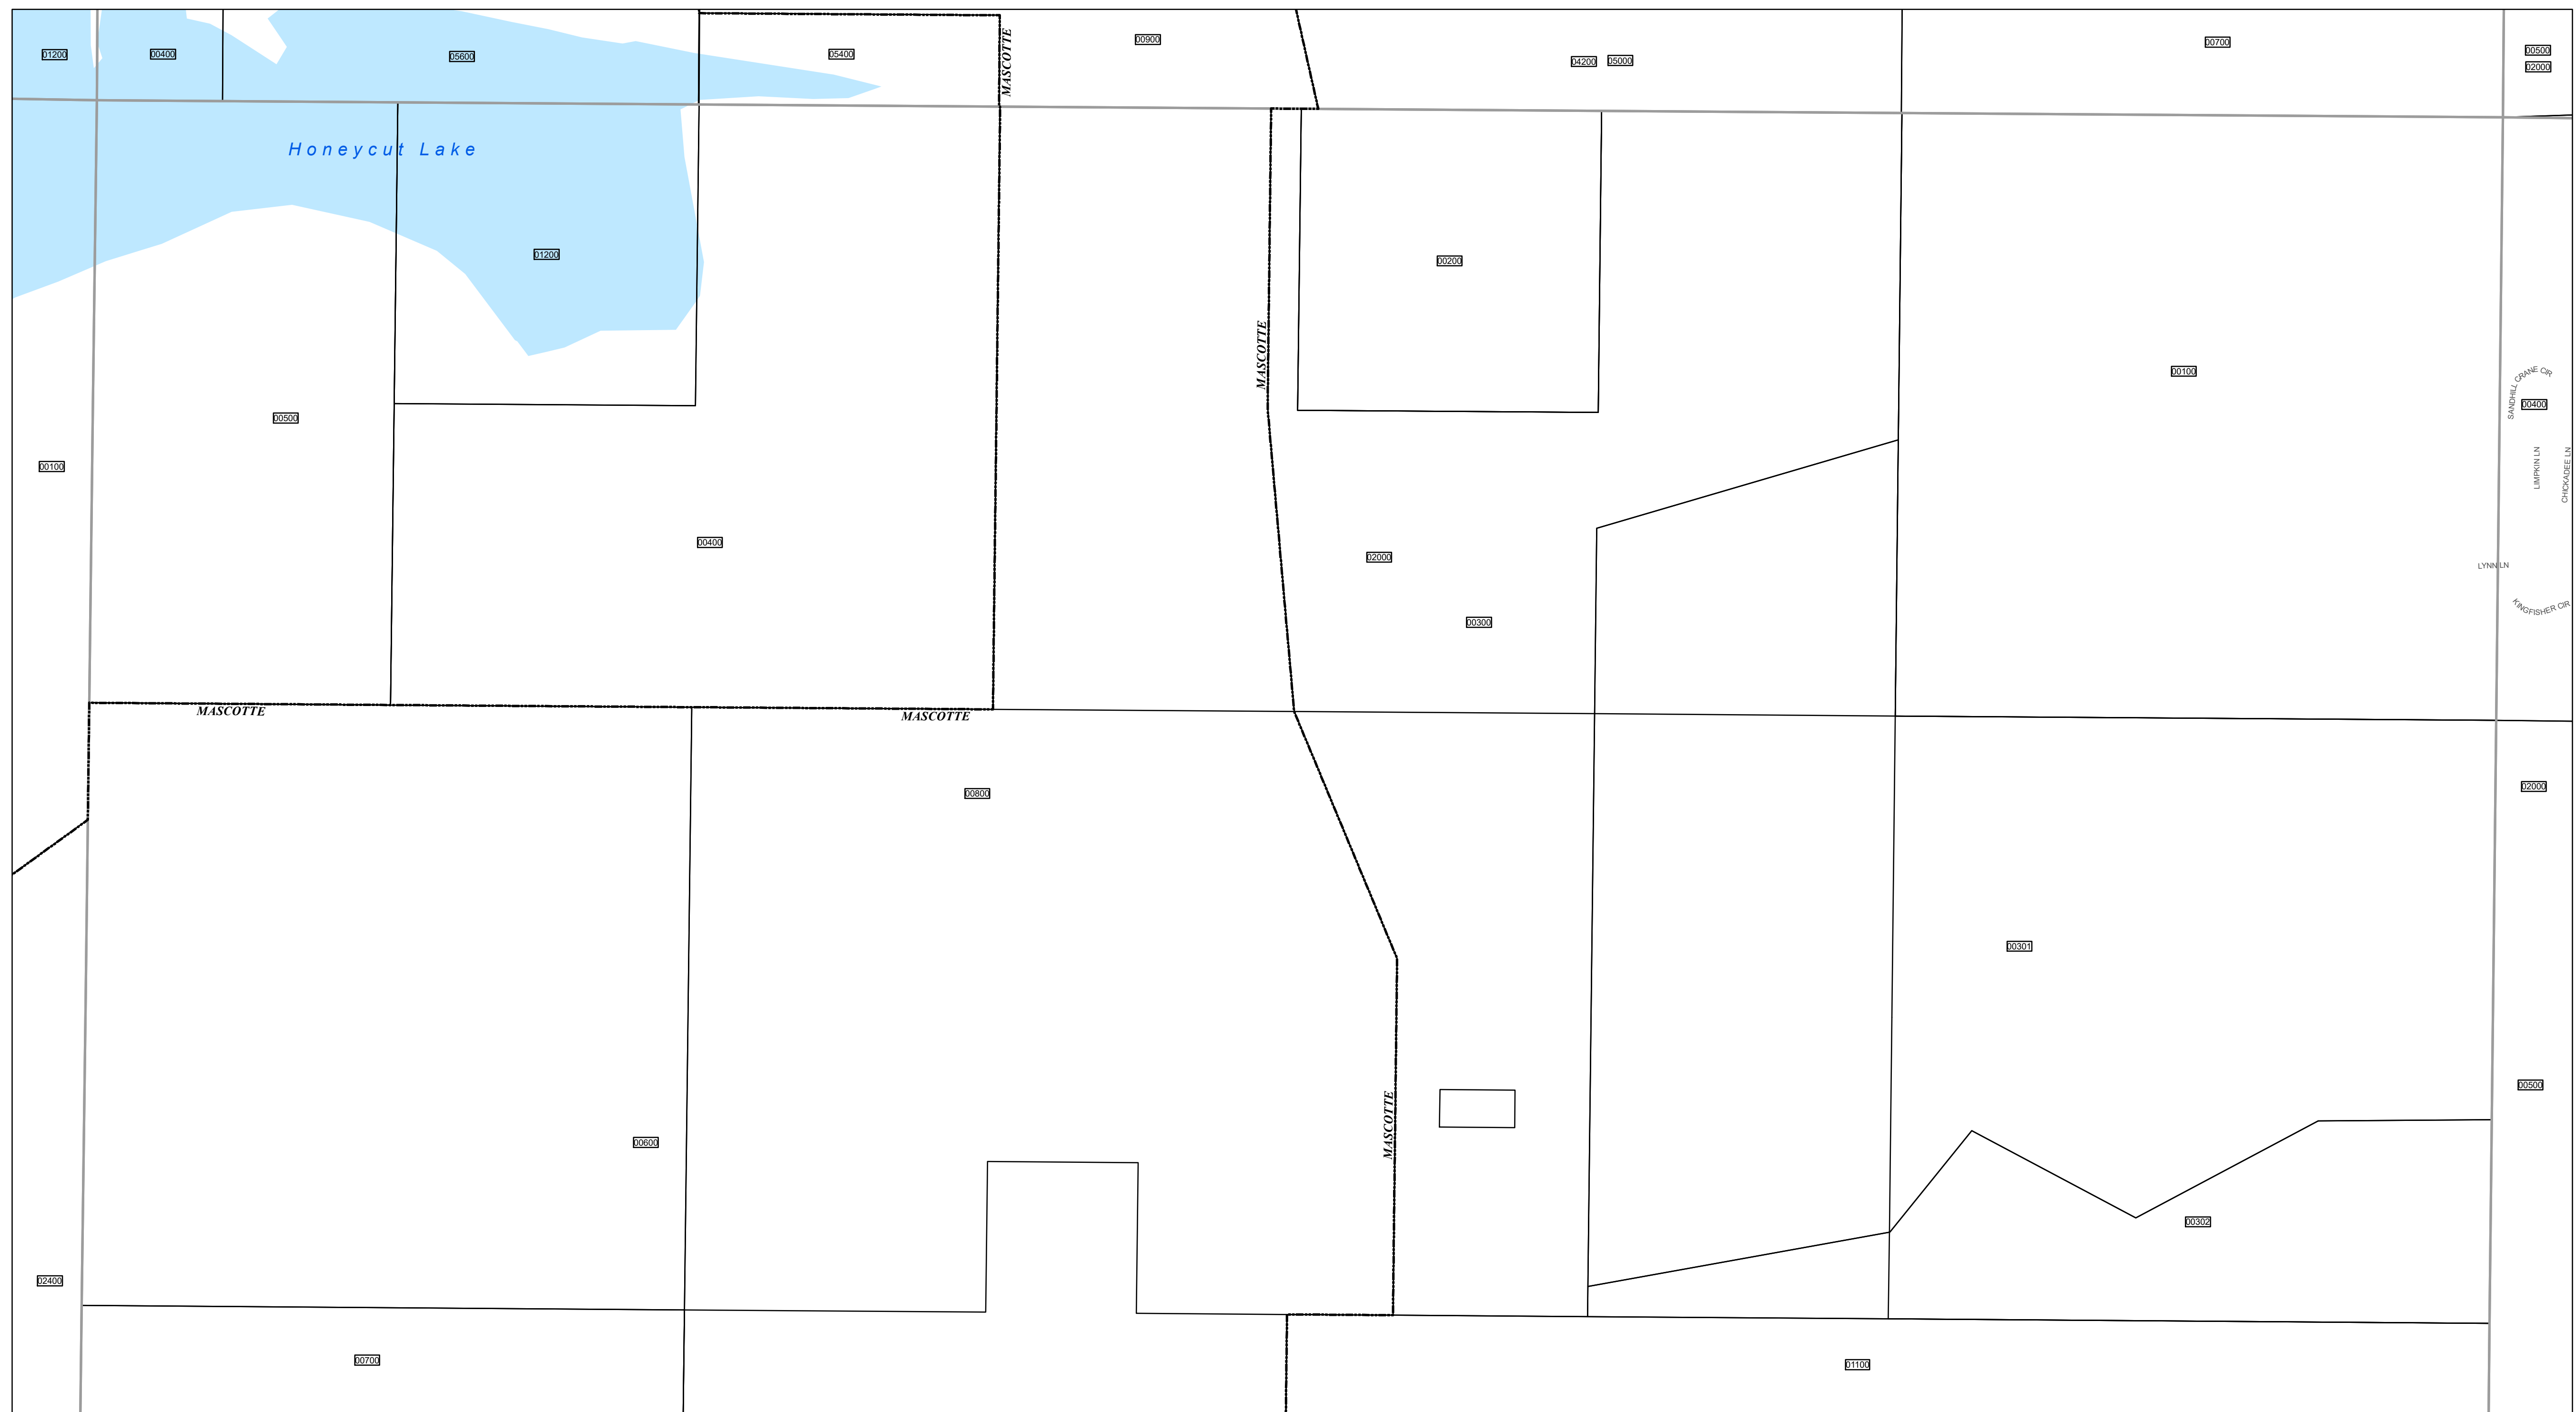 01200
00400
05600
05400
MASCOTTE
00900
04200
05000
00700
00500
02000
Honeycut Lake
01200
00200
MASCOTTE
00100
SANDHILL CRANE CIR
00400
00500
00100
LIMPKIN LN
CHICKADEE LN
00400
02000
LYNN LN
KINGFISHER CIR
00300
MASCOTTE
MASCOTTE
00800
02000
00301
00500
MASCOTTE
00600
00302
02400
00700
01100